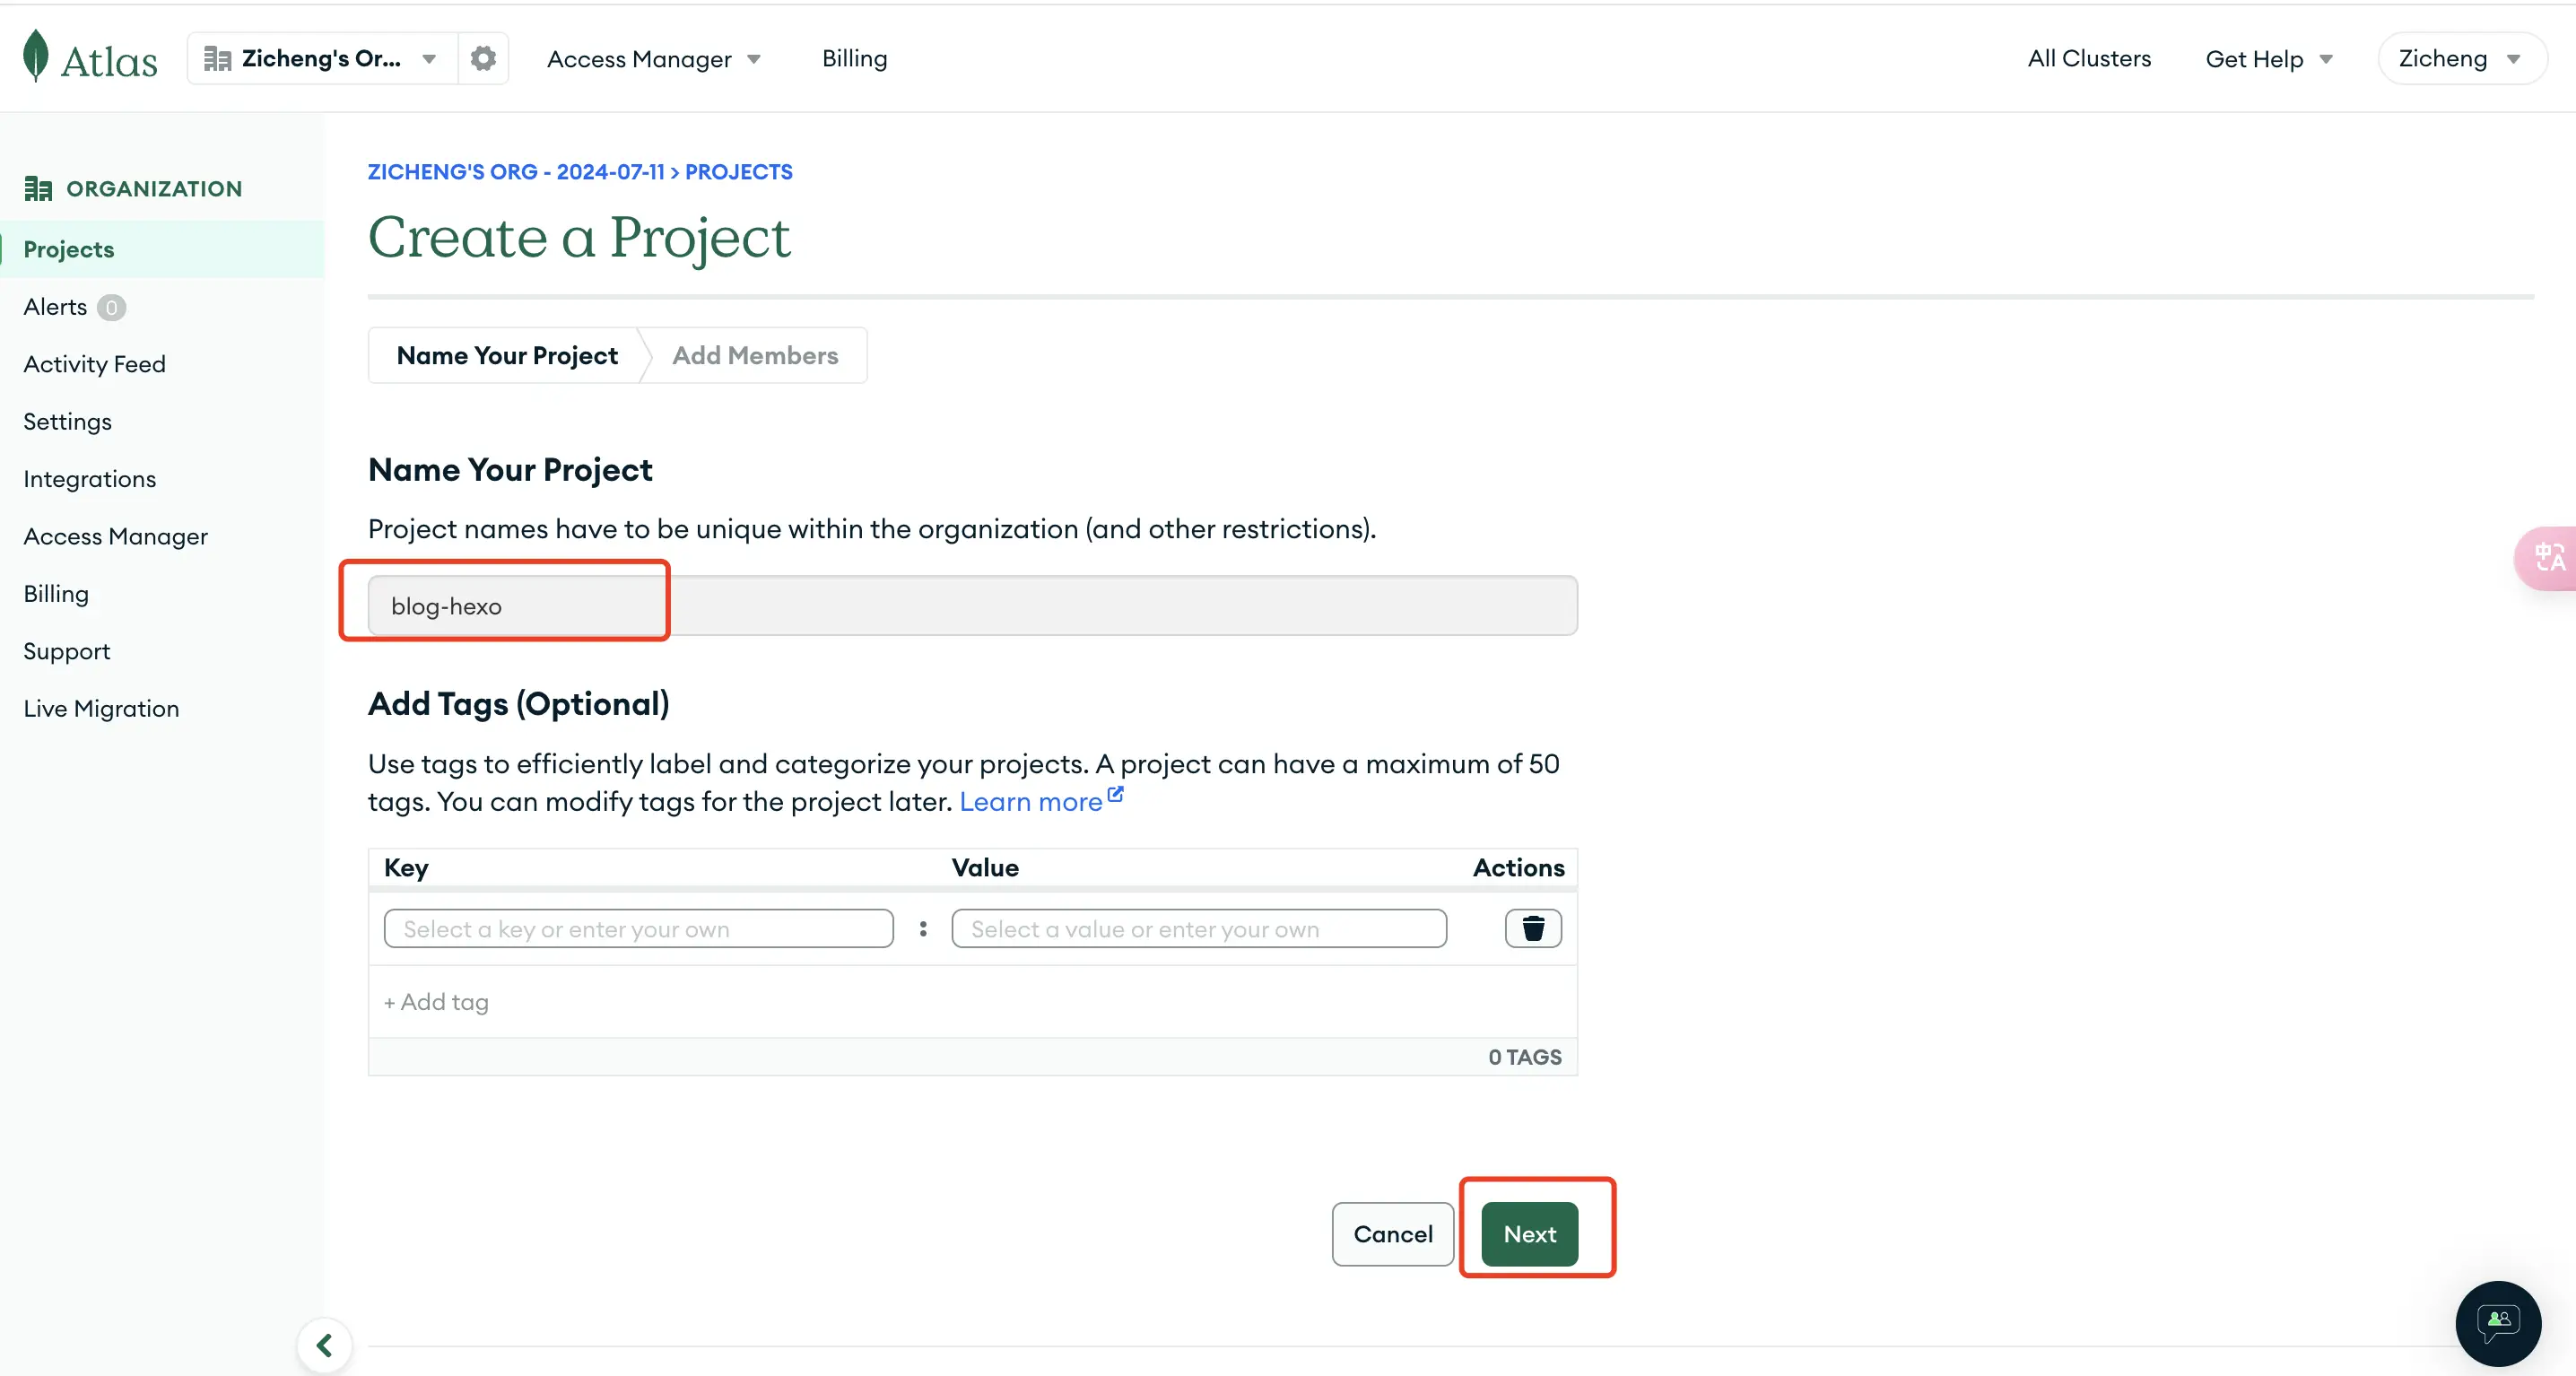 Atlas
Zicheng's Or...
Access Manager
Billing
All Clusters
Get Help
Zicheng
ORGANIZATION
Projects
Alerts 0
Activity Feed
Settings
Integrations
Access Manager
Billing
Support
Live Migration
ZICHENG'S ORG - 2024-07-11 > PROJECTS
Create a Project
Name Your Project
Add Members
Name Your Project
Project names have to be unique within the organization (and other restrictions).
blog-hexo
Add Tags (Optional)
Use tags to efficiently label and categorize your projects. A project can have a maximum of 50
tags. You can modify tags for the project later. Learn more
Key Value Actions
Select a key or enter your own : Select a value or enter your own
+ Add tag
0 TAGS
Cancel
Next
中 A